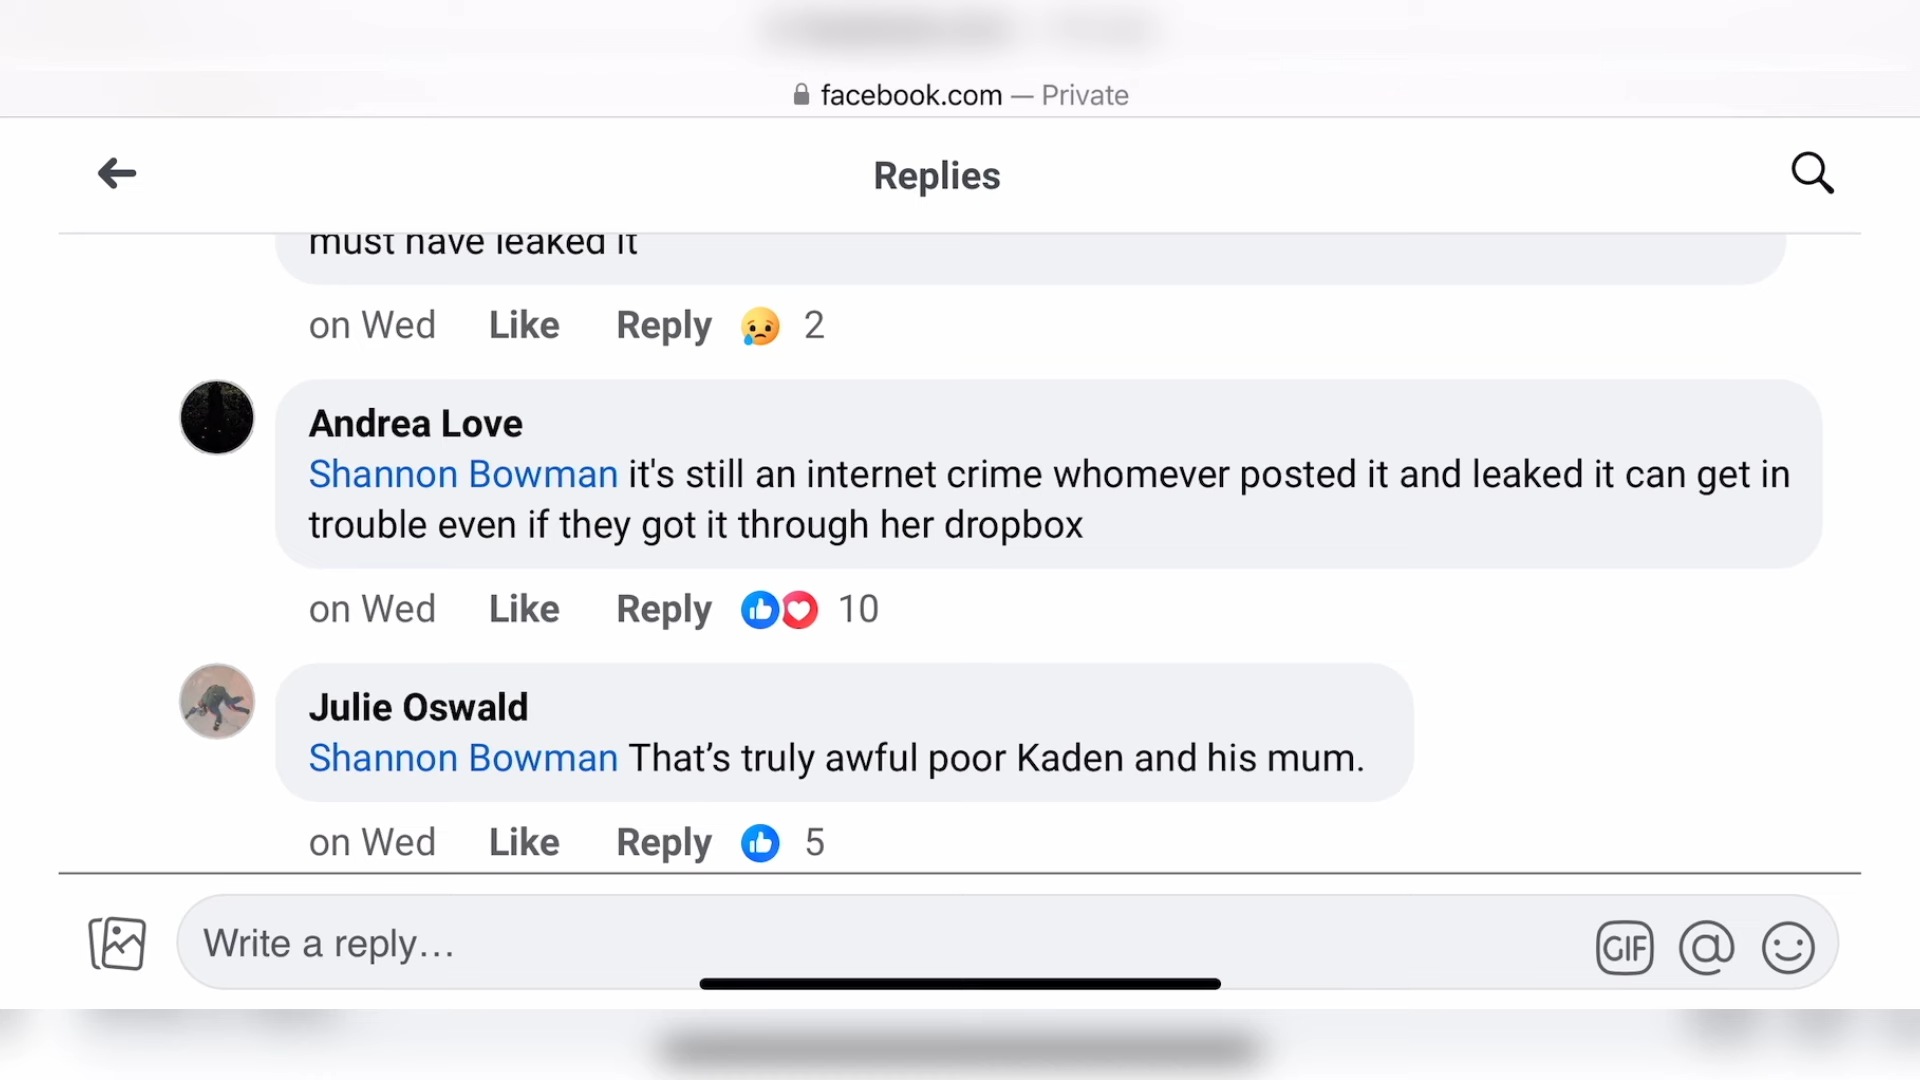 facebook.com — Private
Replies
must have leaked it
on Wed Like Reply 2
Andrea Love
Shannon Bowman it's still an internet crime whomever posted it and leaked it can get in
trouble even if they got it through her dropbox
on Wed Like Reply 10
Julie Oswald
Shannon Bowman That’s truly awful poor Kaden and his mum.
on Wed Like Reply 5
Write a reply...
GIF @